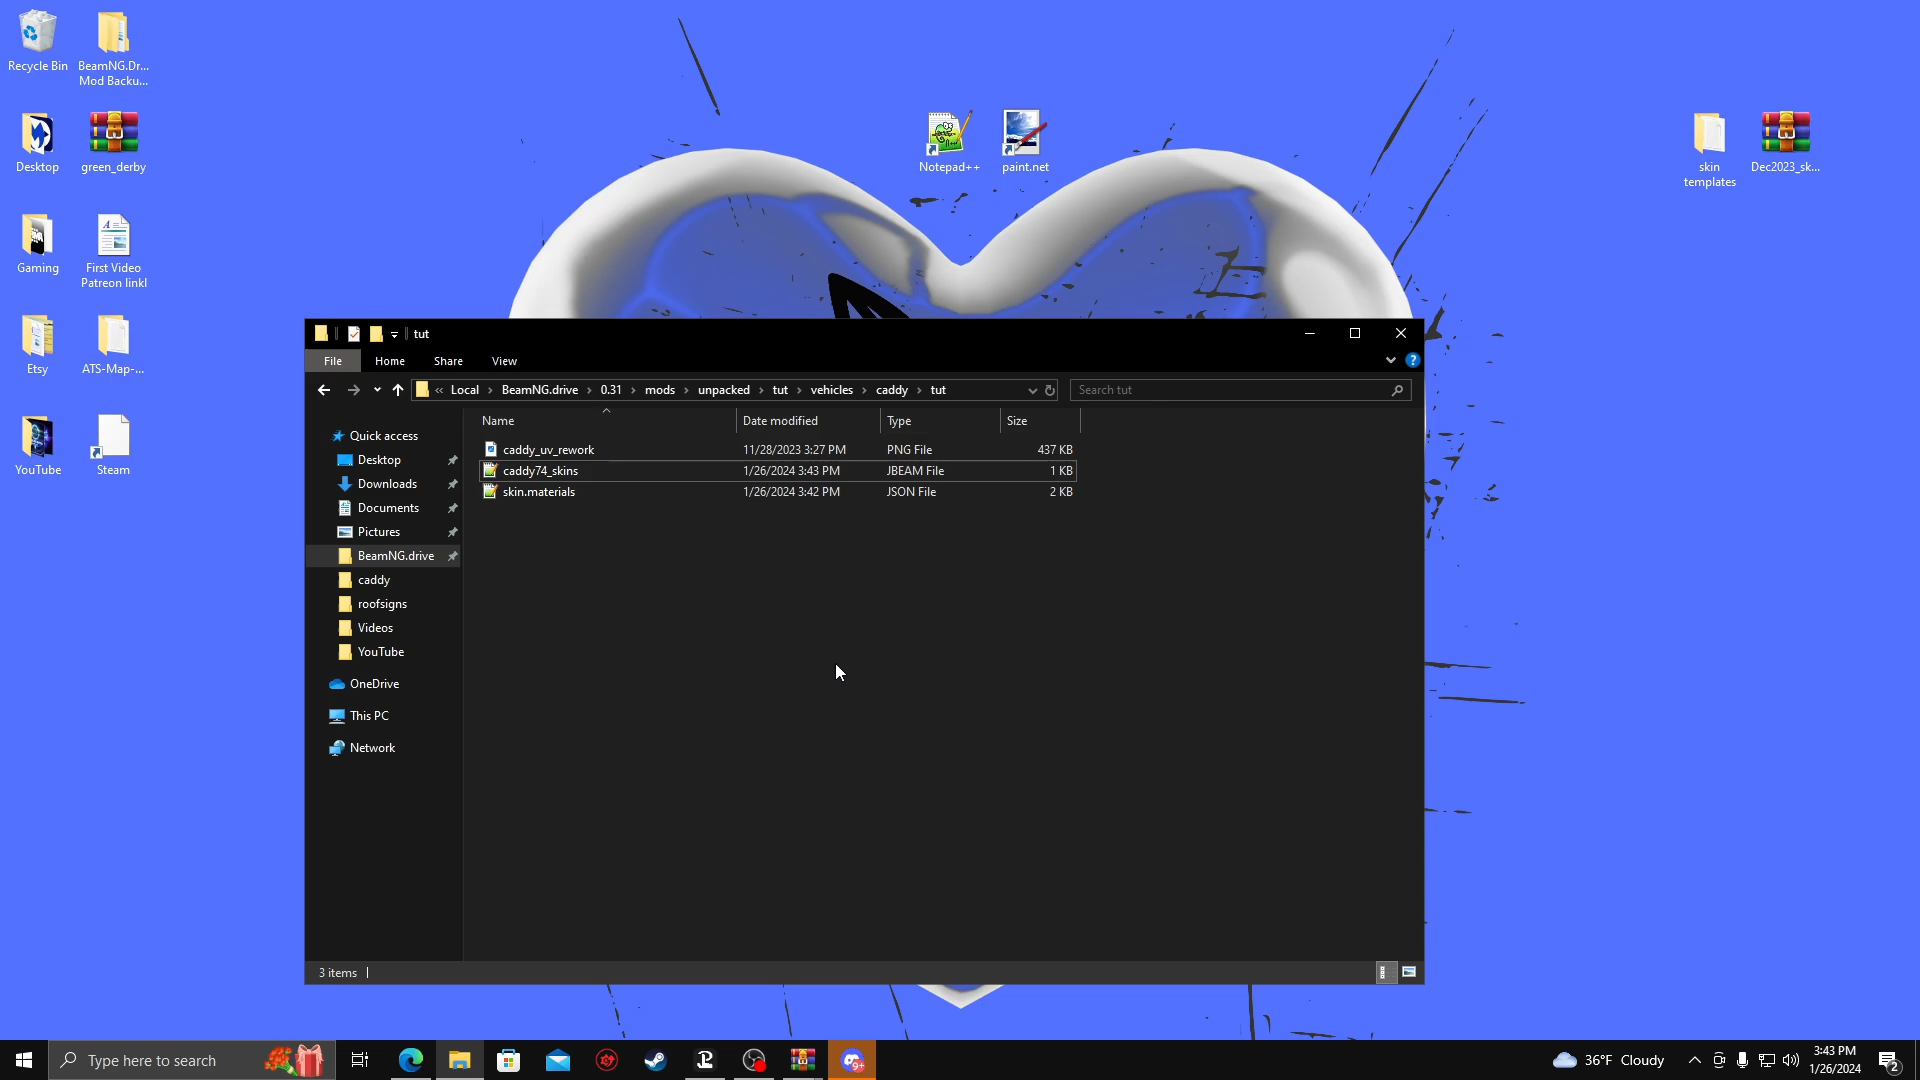 Recycle Bin
BeamNG.Dr...
Mod Backu...
Desktop
green_derby
Gaming
First Video
Patreon linkl
Etsy
ATS-Map-...
YouTube
Steam
Notepad++
paint.net
skin
templates
Dec2023_sk...
tut
File
Home
Share
View
« Local > BeamNG.drive > 0.31 > mods > unpacked > tut > vehicles > caddy > tut
Search tut
Name
Date modified
Type
Size
caddy_uv_rework 11/28/2023 3:27 PM PNG File 437 KB
caddy74_skins 1/26/2024 3:43 PM JBEAM File 1 KB
skin.materials 1/26/2024 3:42 PM JSON File 2 KB
Quick access
Desktop
Downloads
Documents
Pictures
BeamNG.drive
caddy
roofsigns
Videos
YouTube
OneDrive
This PC
Network
3 items
Type here to search
9+
36°F Cloudy
3:43 PM
1/26/2024
2